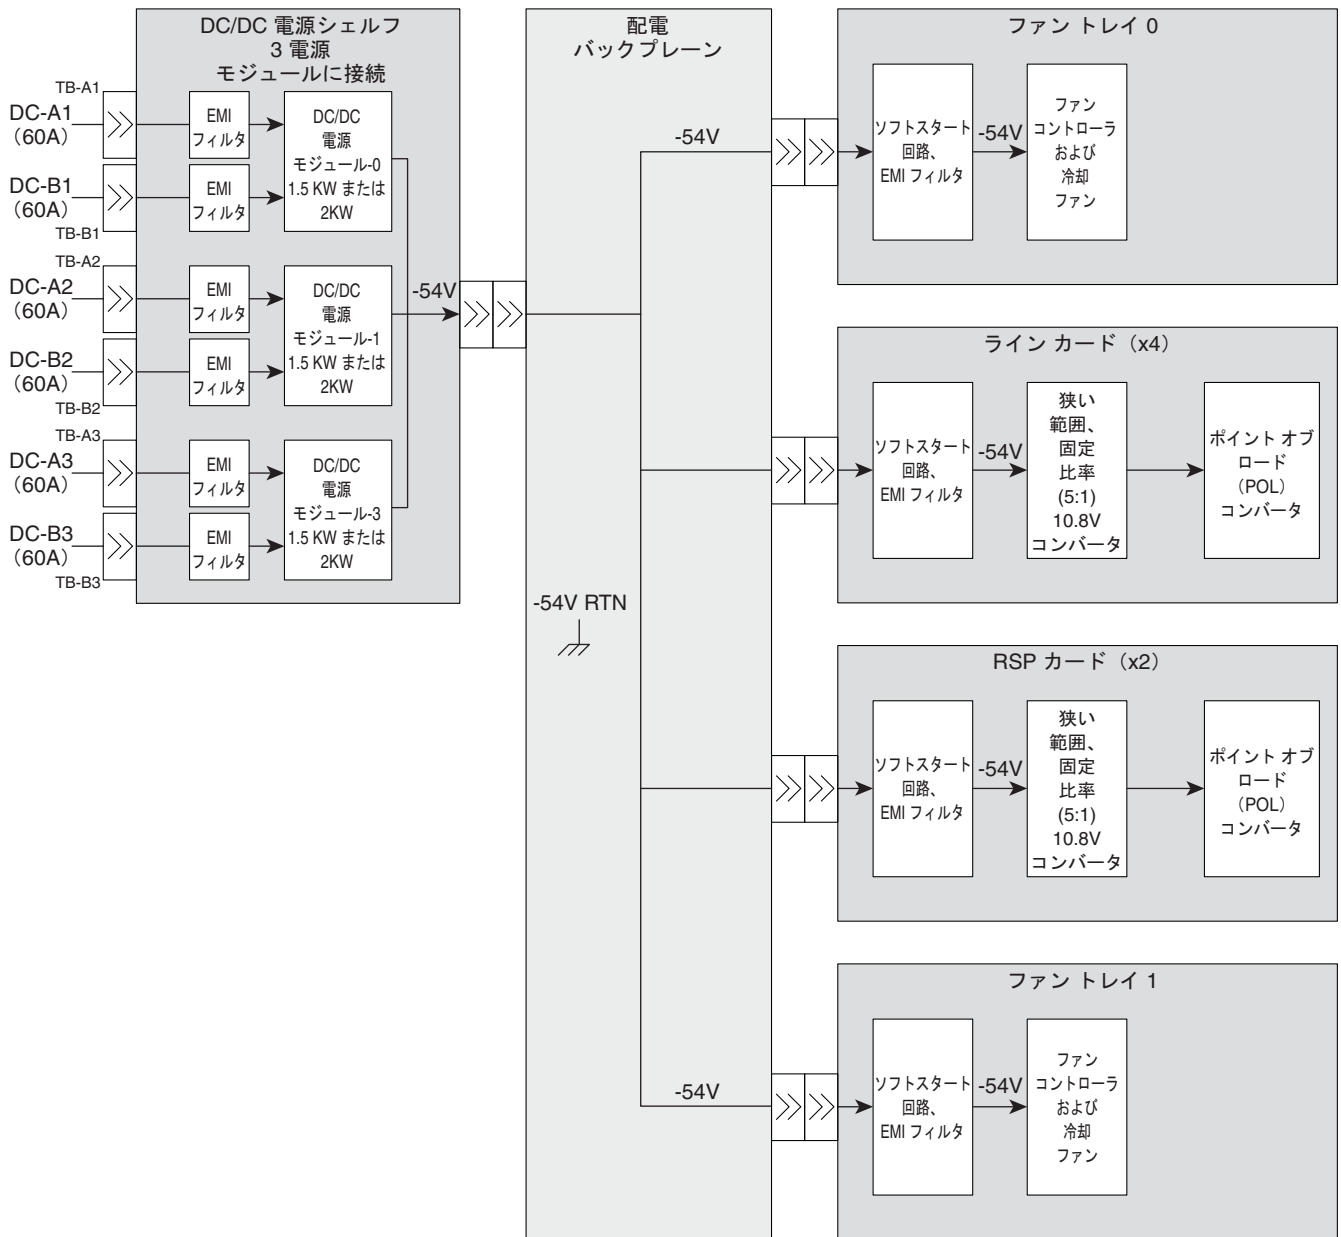 DC/DC 電源シェルフ
3 電源
モジュールに接続
TB-A1
DC-A1
(60A)
EMI
フィルタ
DC/DC
電源
モジュール-0
1.5 KW または
2KW
DC-B1
(60A)
TB-B1
EMI
フィルタ
TB-A2
DC-A2
(60A)
EMI
フィルタ
DC/DC
電源
モジュール-1
1.5 KW または
2KW
DC-B2
(60A)
TB-B2
EMI
フィルタ
TB-A3
DC-A3
(60A)
EMI
フィルタ
DC/DC
電源
モジュール-3
1.5 KW または
2KW
DC-B3
(60A)
TB-B3
EMI
フィルタ
-54V
配電
バックプレーン
-54V
-54V RTN
-54V
ファン トレイ 0
ソフトスタート
回路、
EMI フィルタ
-54V
ファン
コントローラ
および
冷却
ファン
ライン カード（x4）
ソフトスタート
回路、
EMI フィルタ
-54V
狭い
範囲、
固定
比率
(5:1)
10.8V
コンバータ
ポイント オブ
ロード
（POL）
コンバータ
RSP カード（x2）
ソフトスタート
回路、
EMI フィルタ
-54V
狭い
範囲、
固定
比率
(5:1)
10.8V
コンバータ
ポイント オブ
ロード
（POL）
コンバータ
ファン トレイ 1
ソフトスタート
回路、
EMI フィルタ
-54V
ファン
コントローラ
および
冷却
ファン